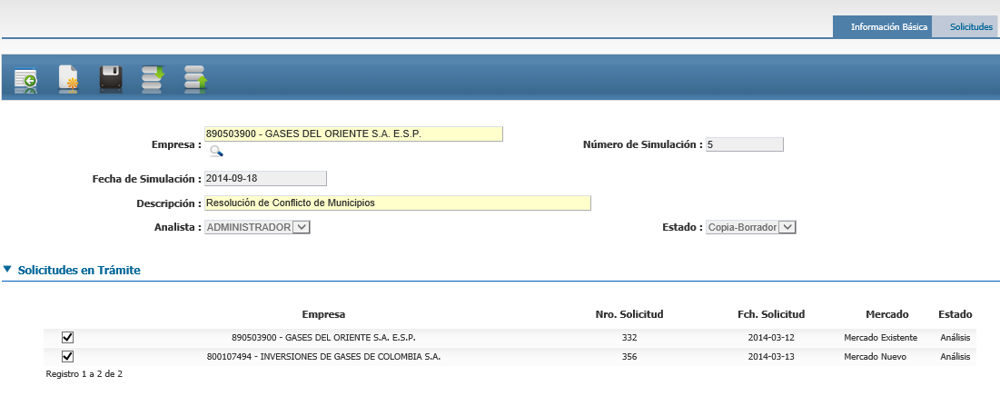 Información Básica Solicitudes
Empresa : 890503900 - GASES DEL ORIENTE S.A. E.S.P. Número de Simulación : 5
Fecha de Simulación : 2014-09-18
Descripción : Resolución de Conflicto de Municipios
Analista : ADMINISTRADOR Estado : Copia-Borrador
Solicitudes en Trámite
Empresa Nro. Solicitud Fch. Solicitud Mercado Estado
890503900 - GASES DEL ORIENTE S.A. E.S.P. 332 2014-03-12 Mercado Existente Análisis
800107494 - INVERSIONES DE GASES DE COLOMBIA S.A. 356 2014-03-13 Mercado Nuevo Análisis
Registro 1 a 2 de 2